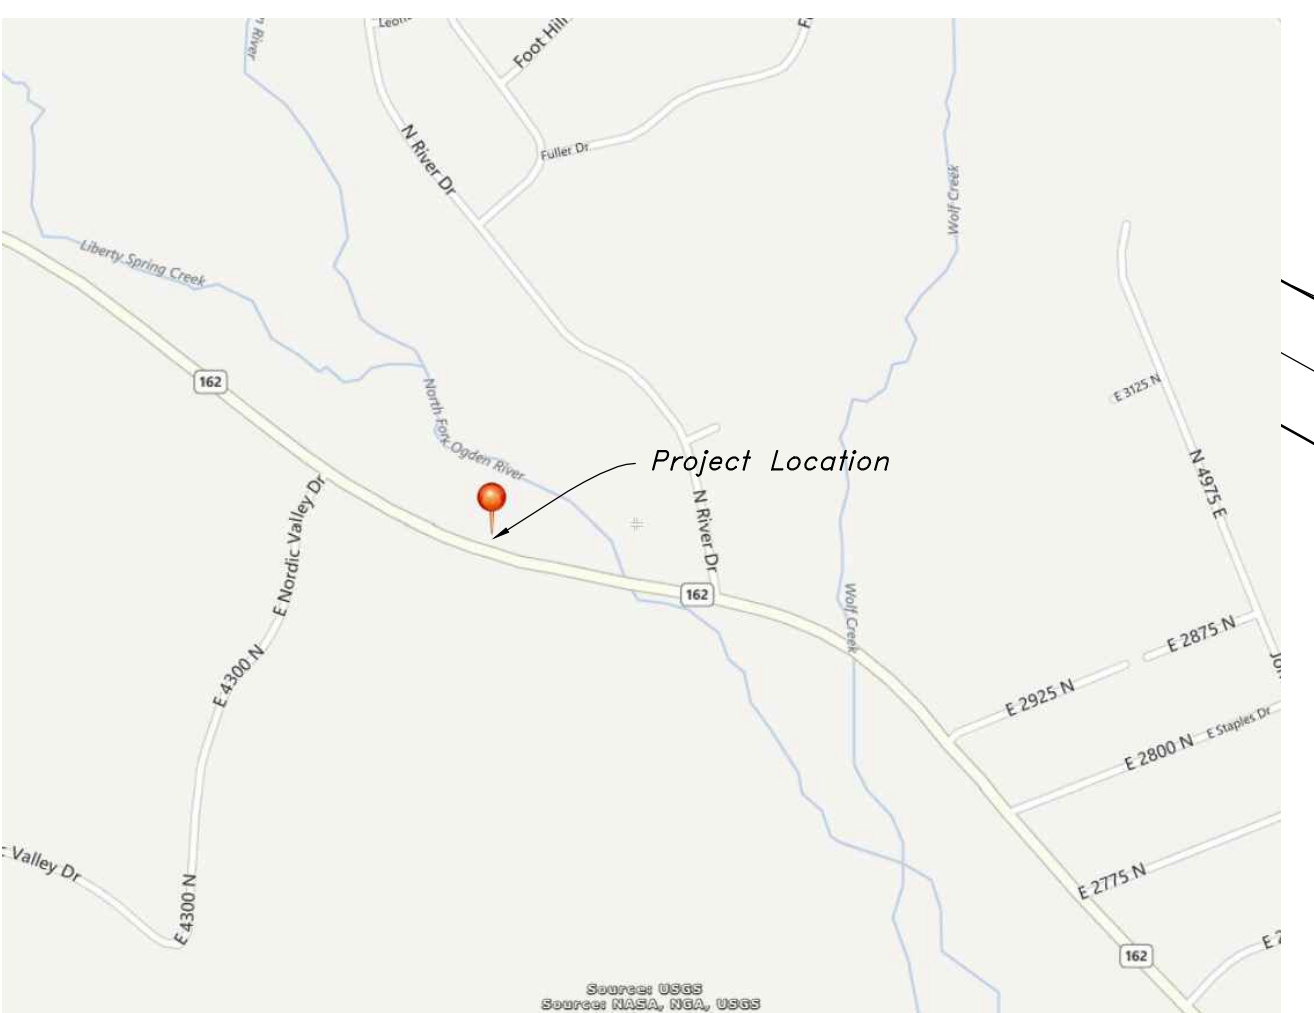 n River
Foot Hill
N River Dr
Fuller Dr
Wolf Creek
Liberty Spring Creek
162
E 3125 N
North Fork Ogden River
Project Location
N 4975 E
E Nordic Valley Dr
N River Dr
162
Wolf Creek
E 2875 N
E 4300 N
E 2925 N
E Staples Dr
E 2800 N
Valley Dr
E 2775 N
E 4300 N
162
Source: USGS
Source: NASA, NGA, USGS